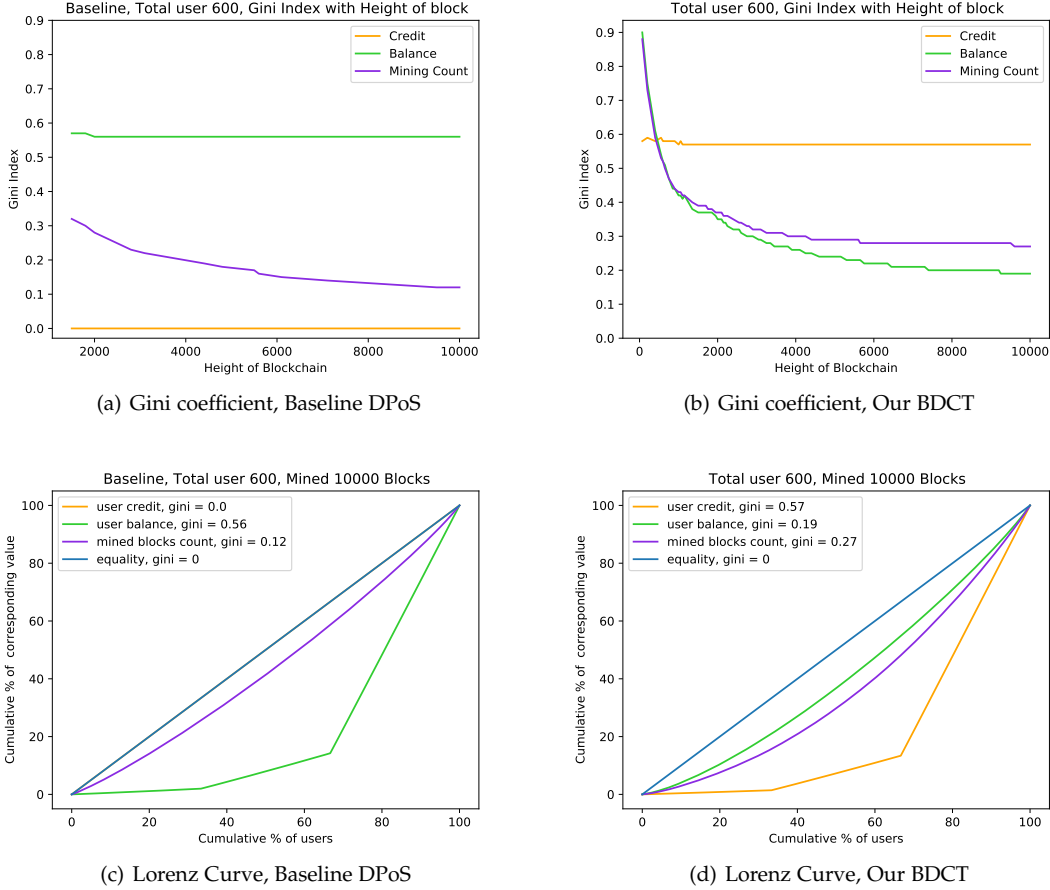 Baseline, Total user 600, Gini Index with Height of block
0.9
0.8
0.7
0.6
0.5
0.4
0.3
0.2
0.1
0.0
Gini Index
Credit
Balance
Mining Count
2000 4000 6000 8000 10000
Height of Blockchain
(a) Gini coefficient, Baseline DPoS
Total user 600, Gini Index with Height of block
0.9
0.8
0.7
0.6
0.5
0.4
0.3
0.2
0.1
0.0
Gini Index
Credit
Balance
Mining Count
0 2000 4000 6000 8000 10000
Height of Blockchain
(b) Gini coefficient, Our BDCT
Baseline, Total user 600, Mined 10000 Blocks
100
80
60
40
20
0
Cumulative % of corresponding value
user credit, gini = 0.0
user balance, gini = 0.56
mined blocks count, gini = 0.12
equality, gini = 0
0 20 40 60 80 100
Cumulative % of users
(c) Lorenz Curve, Baseline DPoS
Total user 600, Mined 10000 Blocks
100
80
60
40
20
0
Cumulative % of corresponding value
user credit, gini = 0.57
user balance, gini = 0.19
mined blocks count, gini = 0.27
equality, gini = 0
0 20 40 60 80 100
Cumulative % of users
(d) Lorenz Curve, Our BDCT